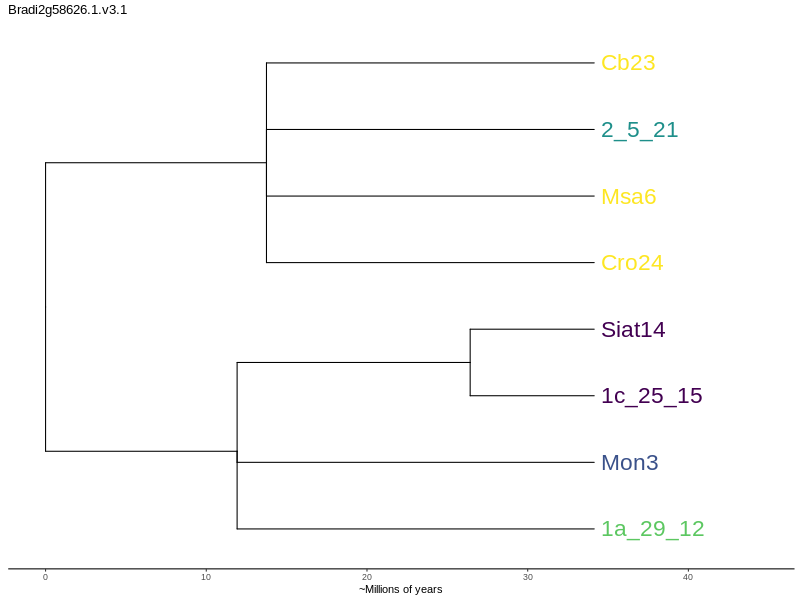 Bradi2g58626.1.v3.1
Cb23
2_5_21
Msa6
Cro24
Siat14
1c_25_15
Mon3
1a_29_12
0 10 20 30 40
~Millions of years